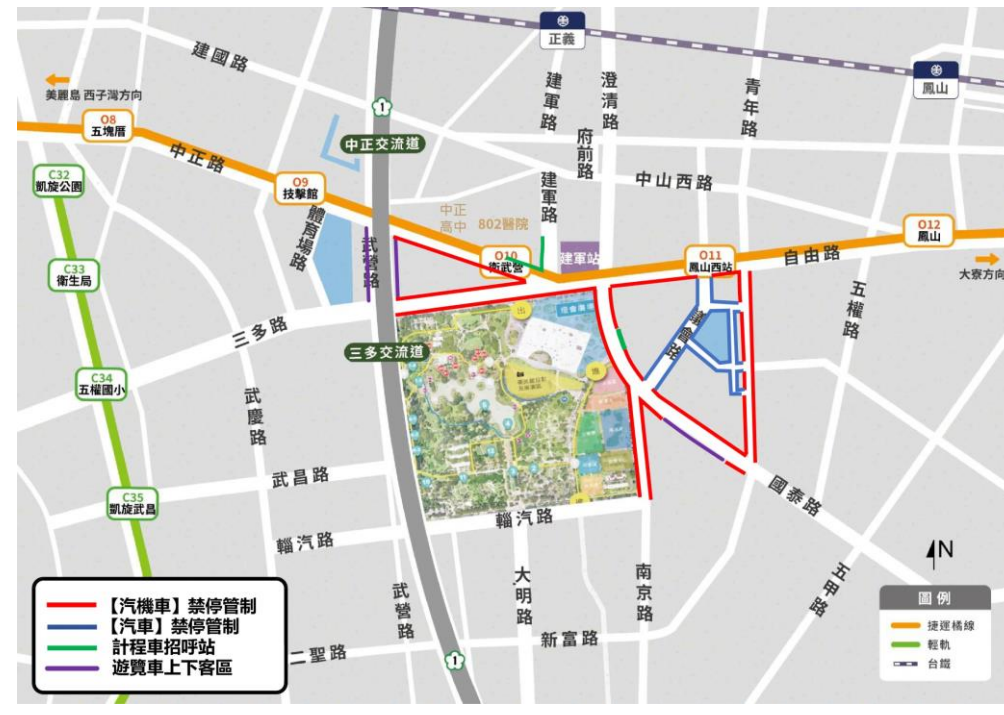 正義
鳳山
建國路
美麗島 西子灣方向
O8
五塊厝
中正路
1
中正交流道
建軍路
澄清路
府前路
青年路
C32
凱旋公園
O9
技擊館
體育場路
中正高中
802醫院
建軍路
中山西路
O12
鳳山
武營路
O10
衛武營
建軍站
O11
鳳山西站
自由路
大寮方向
C33
衛生局
三多路
三多交流道
出
議會路
五權路
C34
五權國小
武慶路
武昌路
C35
凱旋武昌
國泰路
輜汽路
輜汽路
N
大明路
南京路
五甲路
武營路
新富路
二聖路
1
【汽機車】禁停管制
【汽車】禁停管制
計程車招呼站
遊覽車上下客區
圖例
捷運橘線
輕軌
台鐵